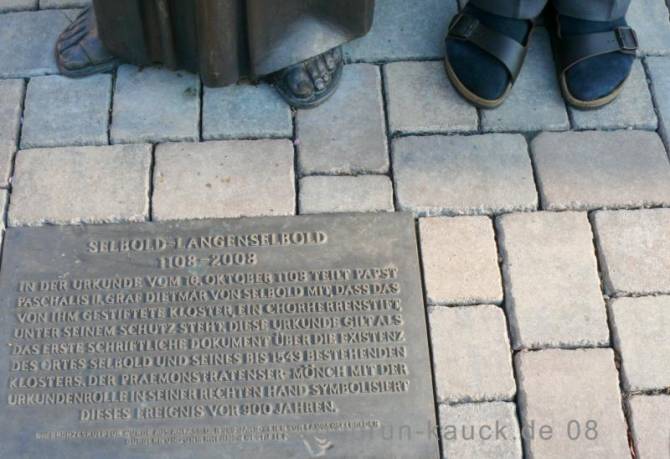 SELBOLD-LANGENSELBOLD
1108-2008
IN DER URKUNDE VOM 16. OKTOBER 1108 TEILT PAPST
PASCHALIS II. GRAF DIETMAR VON SELBOLD MIT, DASS DAS
VON IHM GESTIFTETE KLOSTER, EIN CHORHERRENSTIFT,
UNTER SEINEM SCHUTZ STEHT. DIESE URKUNDE GILT ALS
DAS ERSTE SCHRIFTLICHE DOKUMENT ÜBER DIE EXISTENZ
DES ORTES SELBOLD UND SEINES BIS 1543 BESTEHENDEN
KLOSTERS. DER PRAEMONSTRATENSER-MÖNCH MIT DER
URKUNDENROLLE IN SEINER RECHTEN HAND SYMBOLISIERT
DIESES EREIGNIS VOR 900 JAHREN.
run-kauck.de 08